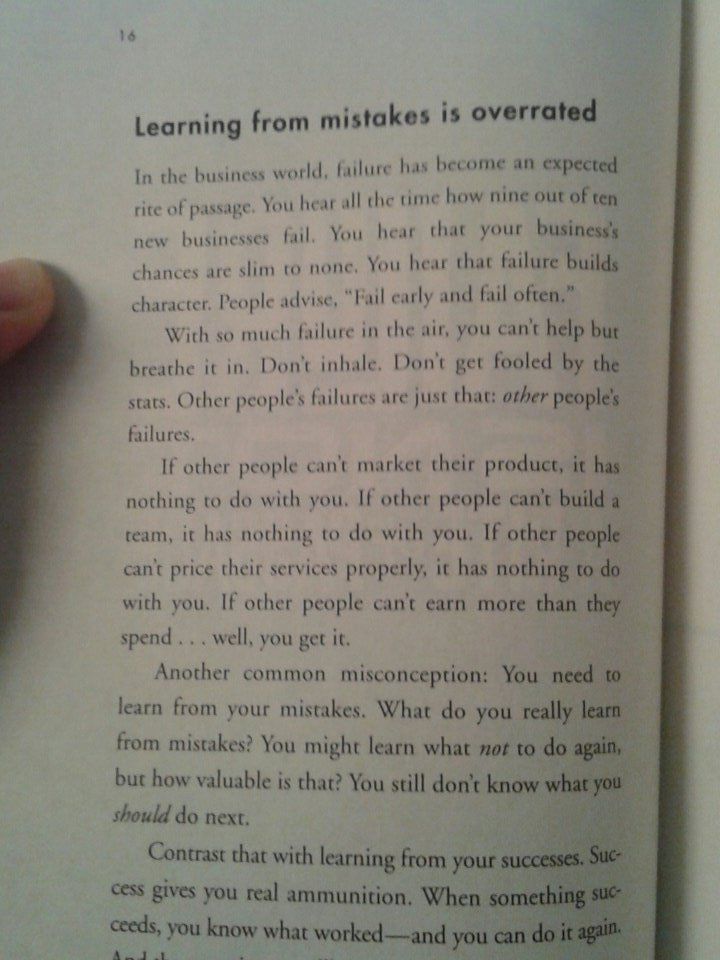 16
Learning from mistakes is overrated
In the business world, failure has become an expected
rite of passage. You hear all the time how nine out of ten
new businesses fail. You hear that your business's
chances are slim to none. You hear that failure builds
character. People advise, “Fail early and fail often.”
With so much failure in the air, you can't help but
breathe it in. Don't inhale. Don't get fooled by the
stats. Other people's failures are just that: other people's
failures.
If other people can't market their product, it has
nothing to do with you. If other people can't build a
team, it has nothing to do with you. If other people
can't price their services properly, it has nothing to do
with you. If other people can't earn more than they
spend . . . well, you get it.
Another common misconception: You need to
learn from your mistakes. What do you really learn
from mistakes? You might learn what not to do again,
but how valuable is that? You still don't know what you
should do next.
Contrast that with learning from your successes. Suc-
cess gives you real ammunition. When something suc-
ceeds, you know what worked—and you can do it again.